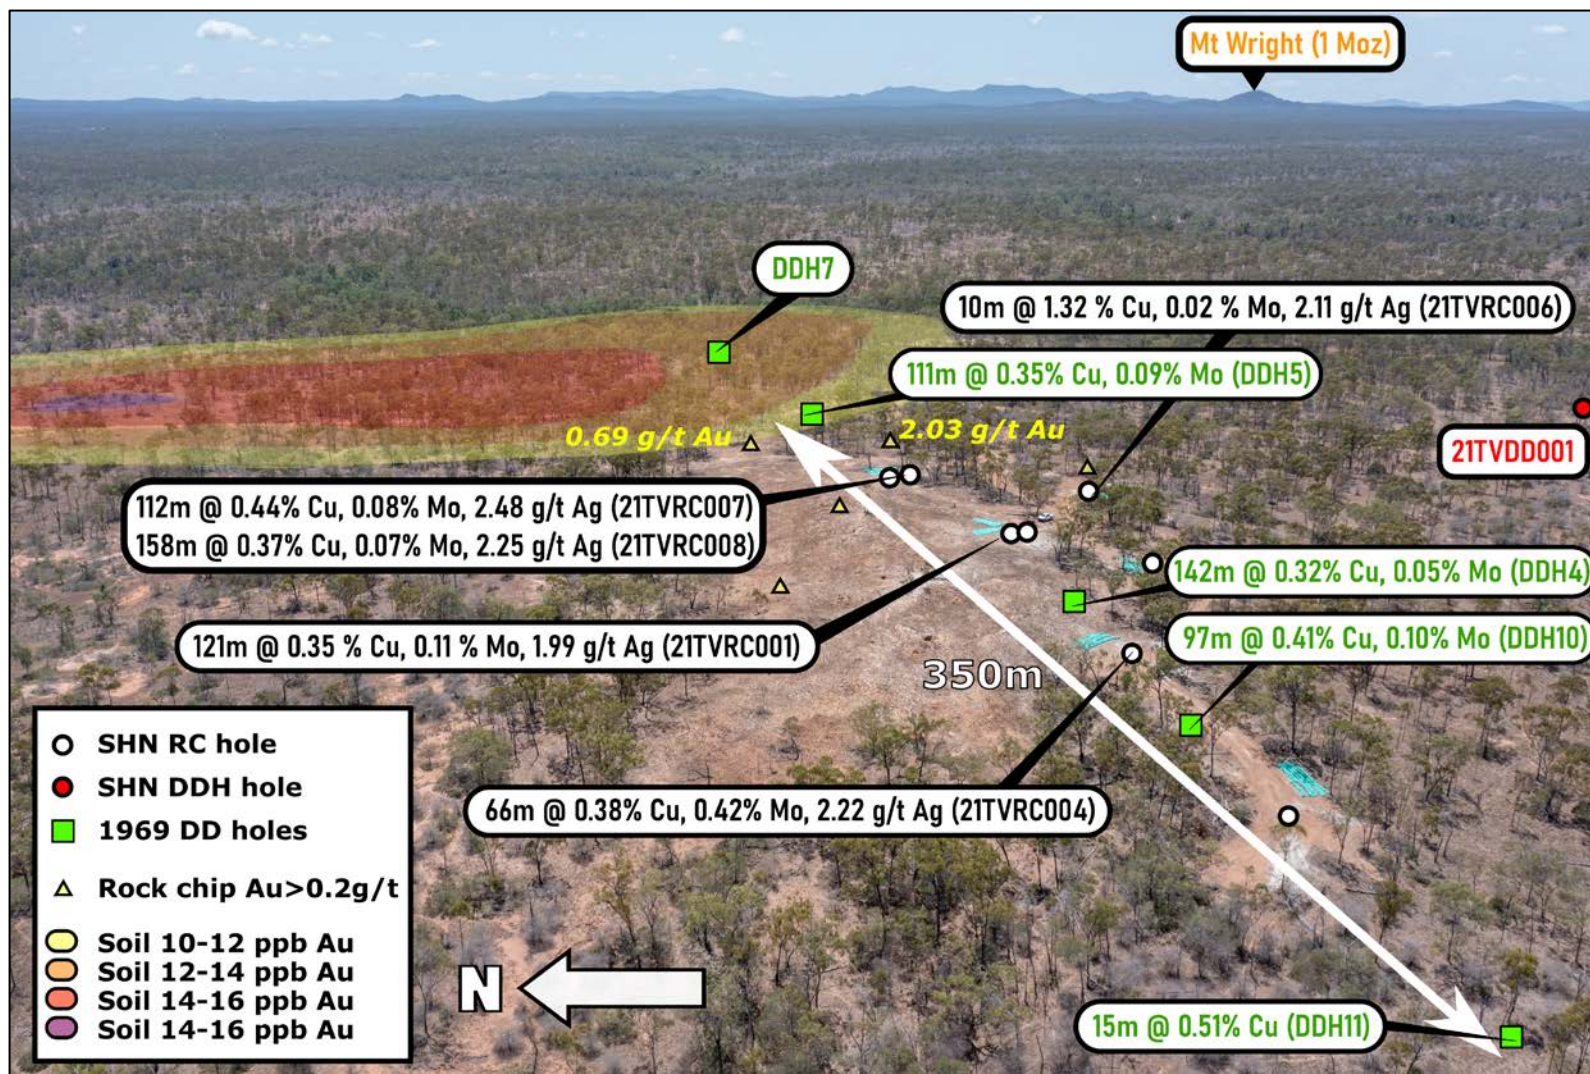 Mt Wright (1 Moz)
DDH7
10m @ 1.32 % Cu, 0.02 % Mo, 2.11 g/t Ag (21TVRC006)
111m @ 0.35% Cu, 0.09% Mo (DDH5)
0.69 g/t Au
2.03 g/t Au
21TVDD001
112m @ 0.44% Cu, 0.08% Mo, 2.48 g/t Ag (21TVRC007)
158m @ 0.37% Cu, 0.07% Mo, 2.25 g/t Ag (21TVRC008)
142m @ 0.32% Cu, 0.05% Mo (DDH4)
121m @ 0.35 % Cu, 0.11 % Mo, 1.99 g/t Ag (21TVRC001)
97m @ 0.41% Cu, 0.10% Mo (DDH10)
350m
66m @ 0.38% Cu, 0.42% Mo, 2.22 g/t Ag (21TVRC004)
SHN RC hole
SHN DDH hole
1969 DD holes
Rock chip Au>0.2g/t
Soil 10-12 ppb Au
Soil 12-14 ppb Au
Soil 14-16 ppb Au
Soil 14-16 ppb Au
N
15m @ 0.51% Cu (DDH11)